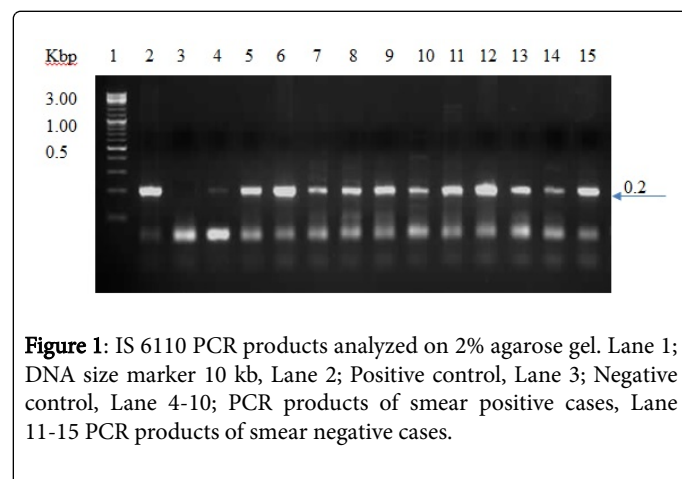 Kbp 1 2 3 4 5 6 7 8 9 10 11 12 13 14 15
3.00
1.00
0.5
0.2
Figure 1: IS 6110 PCR products analyzed on 2% agarose gel. Lane 1;
DNA size marker 10 kb, Lane 2; Positive control, Lane 3; Negative
control, Lane 4-10; PCR products of smear positive cases, Lane
11-15 PCR products of smear negative cases.